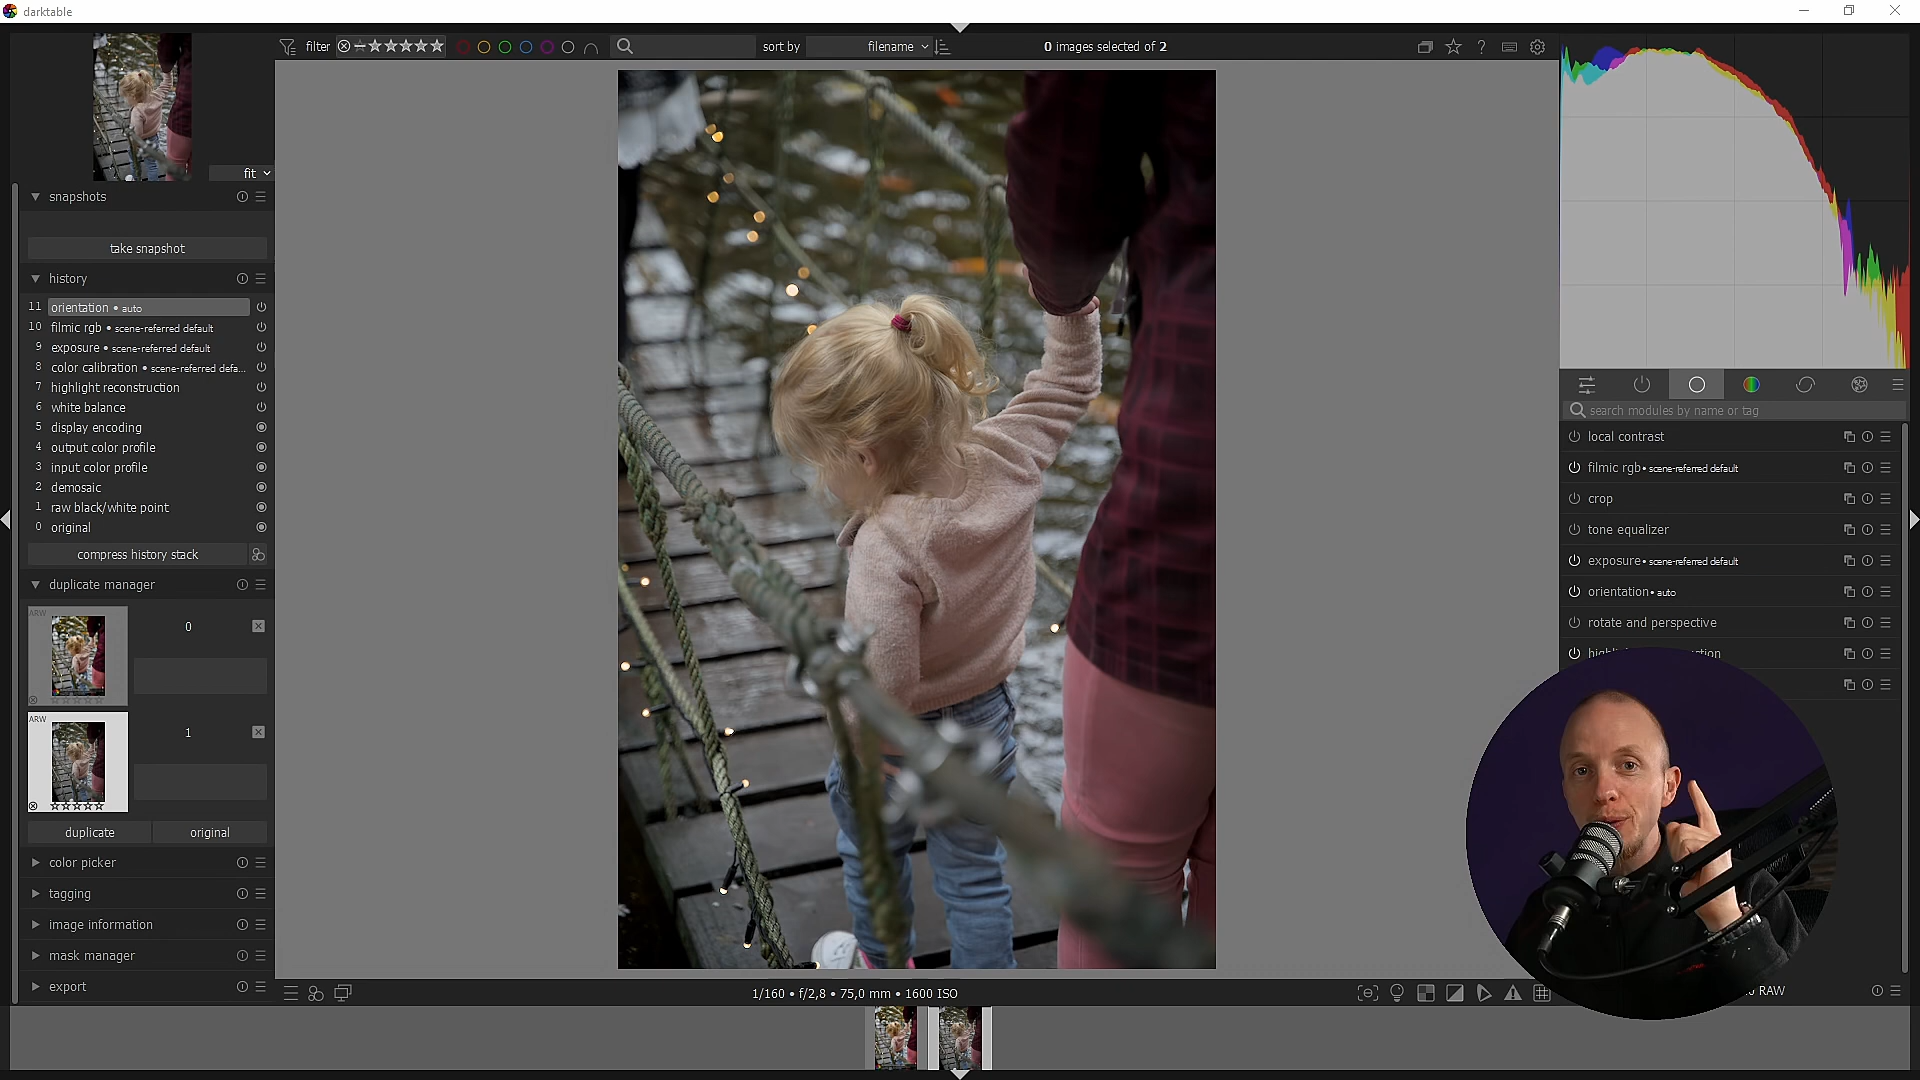 darktable
filter
sort by
filename
0 images selected of 2
fit
snapshots
take snapshot
history
11 orientation • auto
10 filmic rgb • scene-referred default
9 exposure • scene-referred default
8 color calibration • scene-referred defa...
7 highlight reconstruction
6 white balance
5 display encoding
4 output color profile
3 input color profile
2 demosaic
1 raw black/white point
0 original
compress history stack
duplicate manager
ARW
0
ARW
1
duplicate original
color picker
tagging
image information
mask manager
export
1/160 • f/2,8 • 75,0 mm • 1600 ISO
search modules by name or tag
local contrast
filmic rgb• scene-referred default
crop
tone equalizer
exposure• scene-referred default
orientation• auto
rotate and perspective
RAW